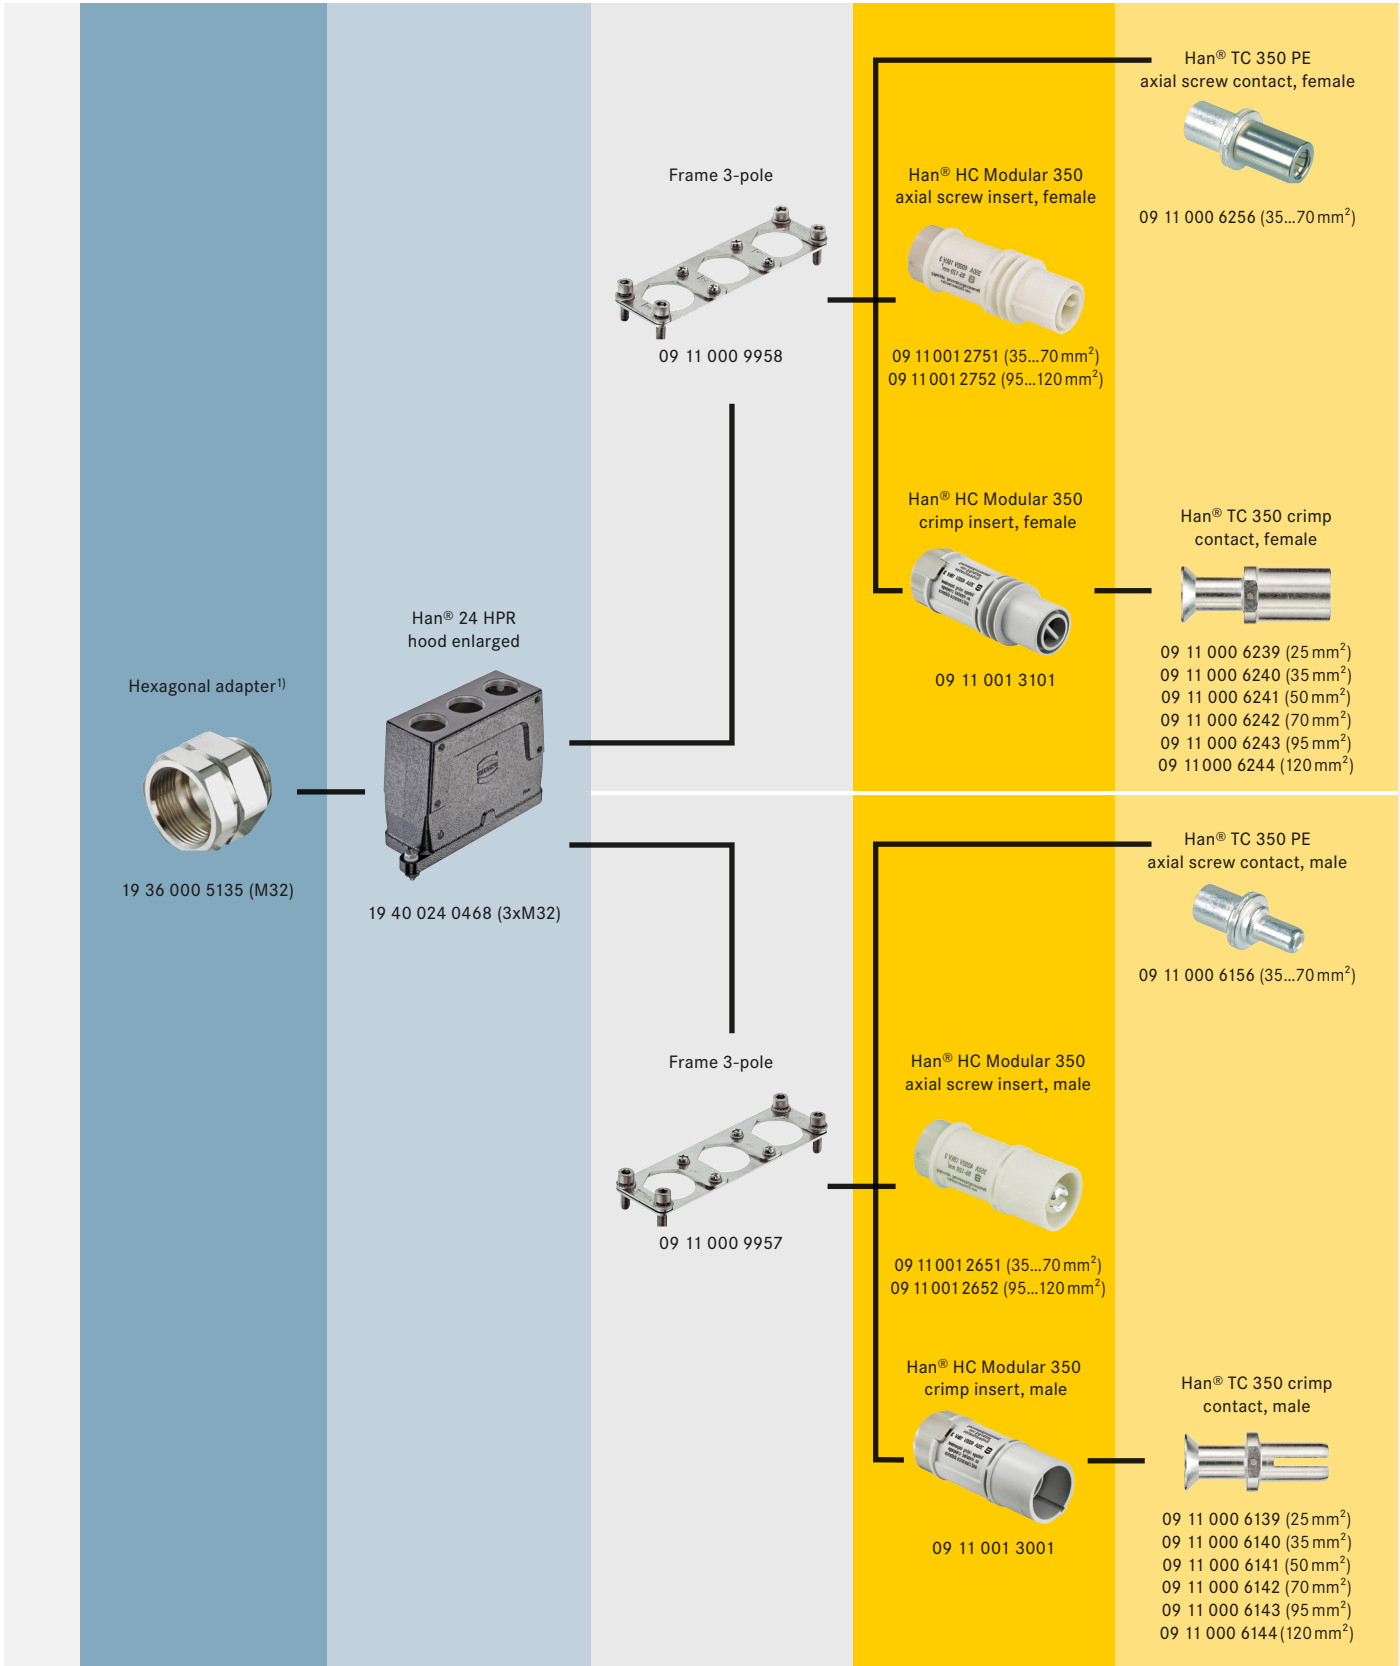 Han® TC 350 PE
axial screw contact, female
09 11 000 6256 (35...70 mm²)
Frame 3-pole
09 11 000 9958
Han® HC Modular 350
axial screw insert, female
09 11 001 2751 (35...70 mm²)
09 11 001 2752 (95...120 mm²)
Han® HC Modular 350
crimp insert, female
09 11 001 3101
Han® TC 350 crimp
contact, female
09 11 000 6239 (25 mm²)
09 11 000 6240 (35 mm²)
09 11 000 6241 (50 mm²)
09 11 000 6242 (70 mm²)
09 11 000 6243 (95 mm²)
09 11 000 6244 (120 mm²)
Han® 24 HPR
hood enlarged
19 40 024 0468 (3xM32)
Hexagonal adapter¹⁾
19 36 000 5135 (M32)
Han® TC 350 PE
axial screw contact, male
09 11 000 6156 (35...70 mm²)
Frame 3-pole
09 11 000 9957
Han® HC Modular 350
axial screw insert, male
09 11 001 2651 (35...70 mm²)
09 11 001 2652 (95...120 mm²)
Han® HC Modular 350
crimp insert, male
09 11 001 3001
Han® TC 350 crimp
contact, male
09 11 000 6139 (25 mm²)
09 11 000 6140 (35 mm²)
09 11 000 6141 (50 mm²)
09 11 000 6142 (70 mm²)
09 11 000 6143 (95 mm²)
09 11 000 6144 (120 mm²)